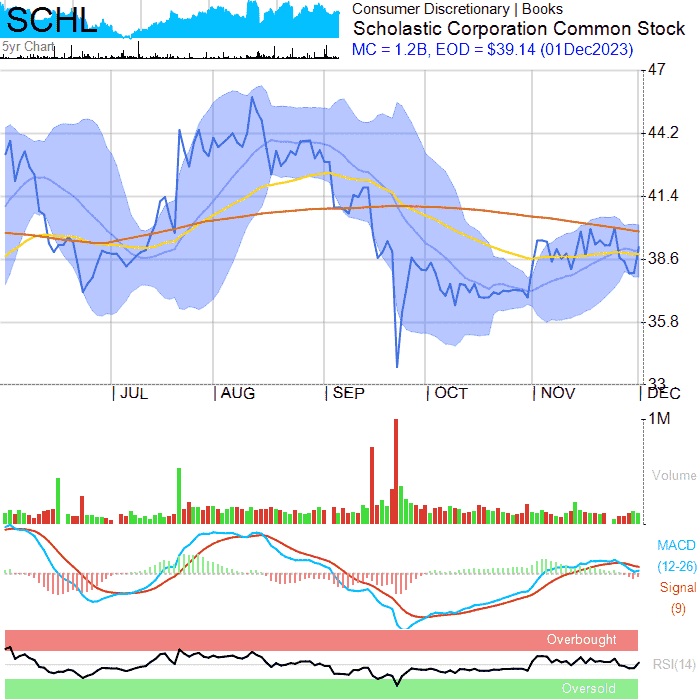 SCHL
5yr Chart
Consumer Discretionary | Books
Scholastic Corporation Common Stock
MC = 1.2B, EOD = $39.14 (01Dec2023)
47
44.2
41.4
38.6
35.8
33
JUL
AUG
SEP
OCT
NOV
DEC
1M
Volume
MACD
(12-26)
Signal
(9)
Overbought
RSI(14)
Oversold